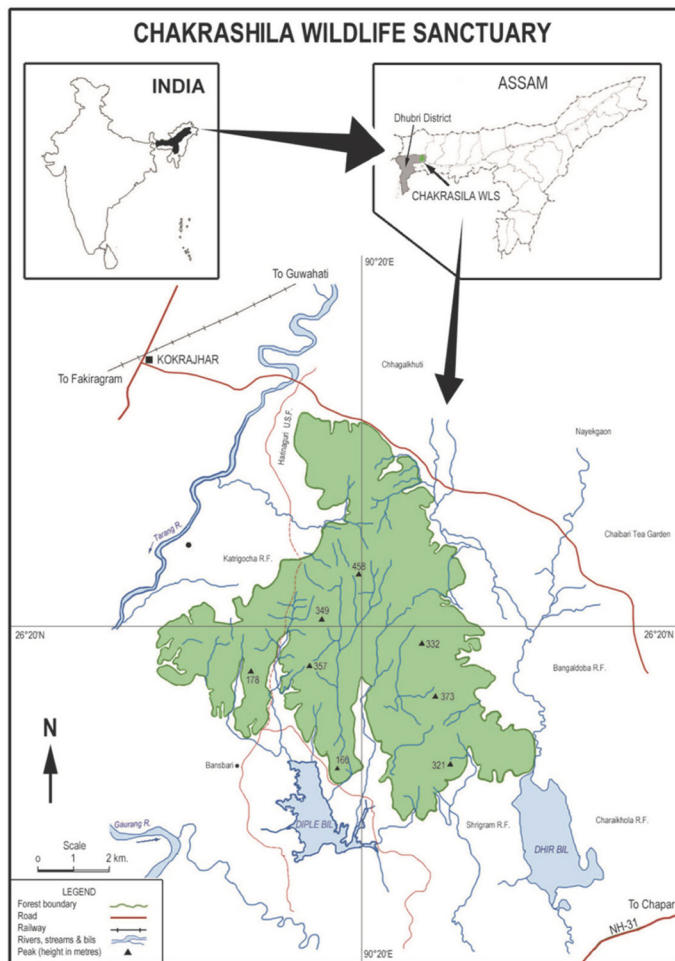 CHAKRASHILA WILDLIFE SANCTUARY
INDIA
ASSAM
Dhubri District
CHAKRASILA WLS
90°20'E
To Guwahati
KOKRAJHAR
To Fakiragram
Chhagalkhuti
Nayekgaon
U.S.F.
Tarang R.
Chaibari Tea Garden
Katrigocha R.F.
458
349
26°20'N
26°20'N
332
357
178
Bangaldoba R.F.
373
N
166
321
Bansbari
DIPLE BIL
Gaurang R.
Shrigram R.F.
DHIR BIL
Charaikhola R.F.
Scale
0 1 2 km.
To Chapar
NH-31
LEGEND
Forest boundary
Road
Railway
Rivers, streams & bils
Peak (height in metres)
90°20'E